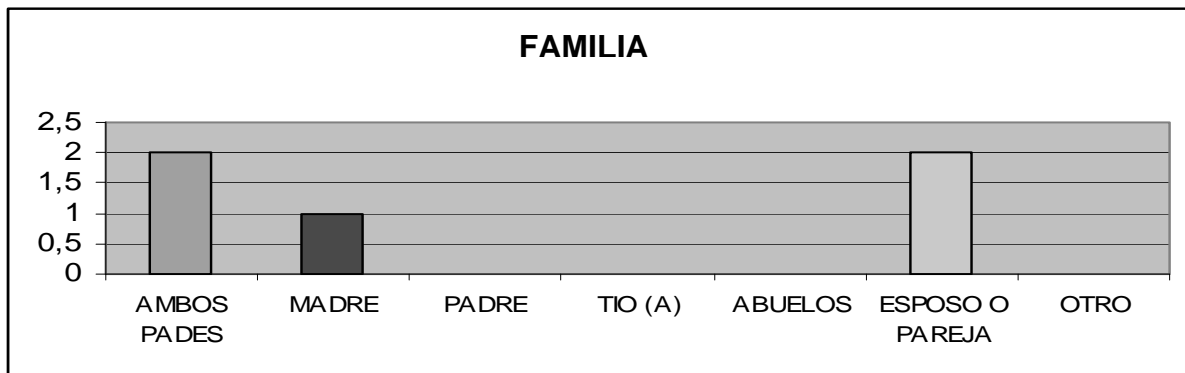 FAMILIA
2,5
2
1,5
1
0,5
0
AMBOS PADES
MADRE
PADRE
TIO (A)
ABUELOS
ESPOSO O PAREJA
OTRO